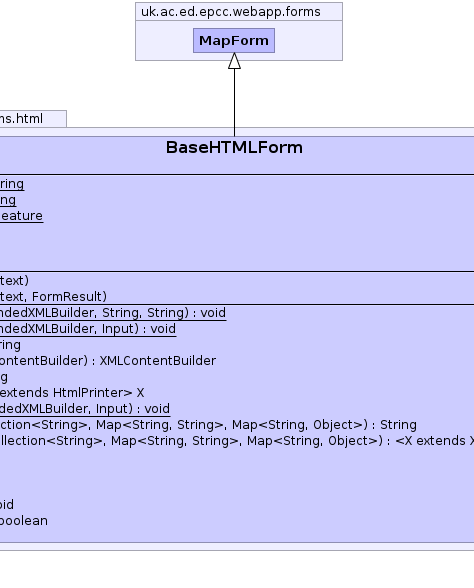 uk.ac.ed.epcc.webapp.forms
MapForm
ms.html
BaseHTMLForm
ring
ng
eature
text)
text, FormResult)
ndedXMLBuilder, String, String) : void
ndedXMLBuilder, Input) : void
ring
ContentBuilder) : XMLContentBuilder
g
extends HtmlPrinter> X
dedXMLBuilder, Input) : void
ction<String>, Map<String, String>, Map<String, Object>) : String
llection<String>, Map<String, String>, Map<String, Object>) : <X extends X
oid
boolean